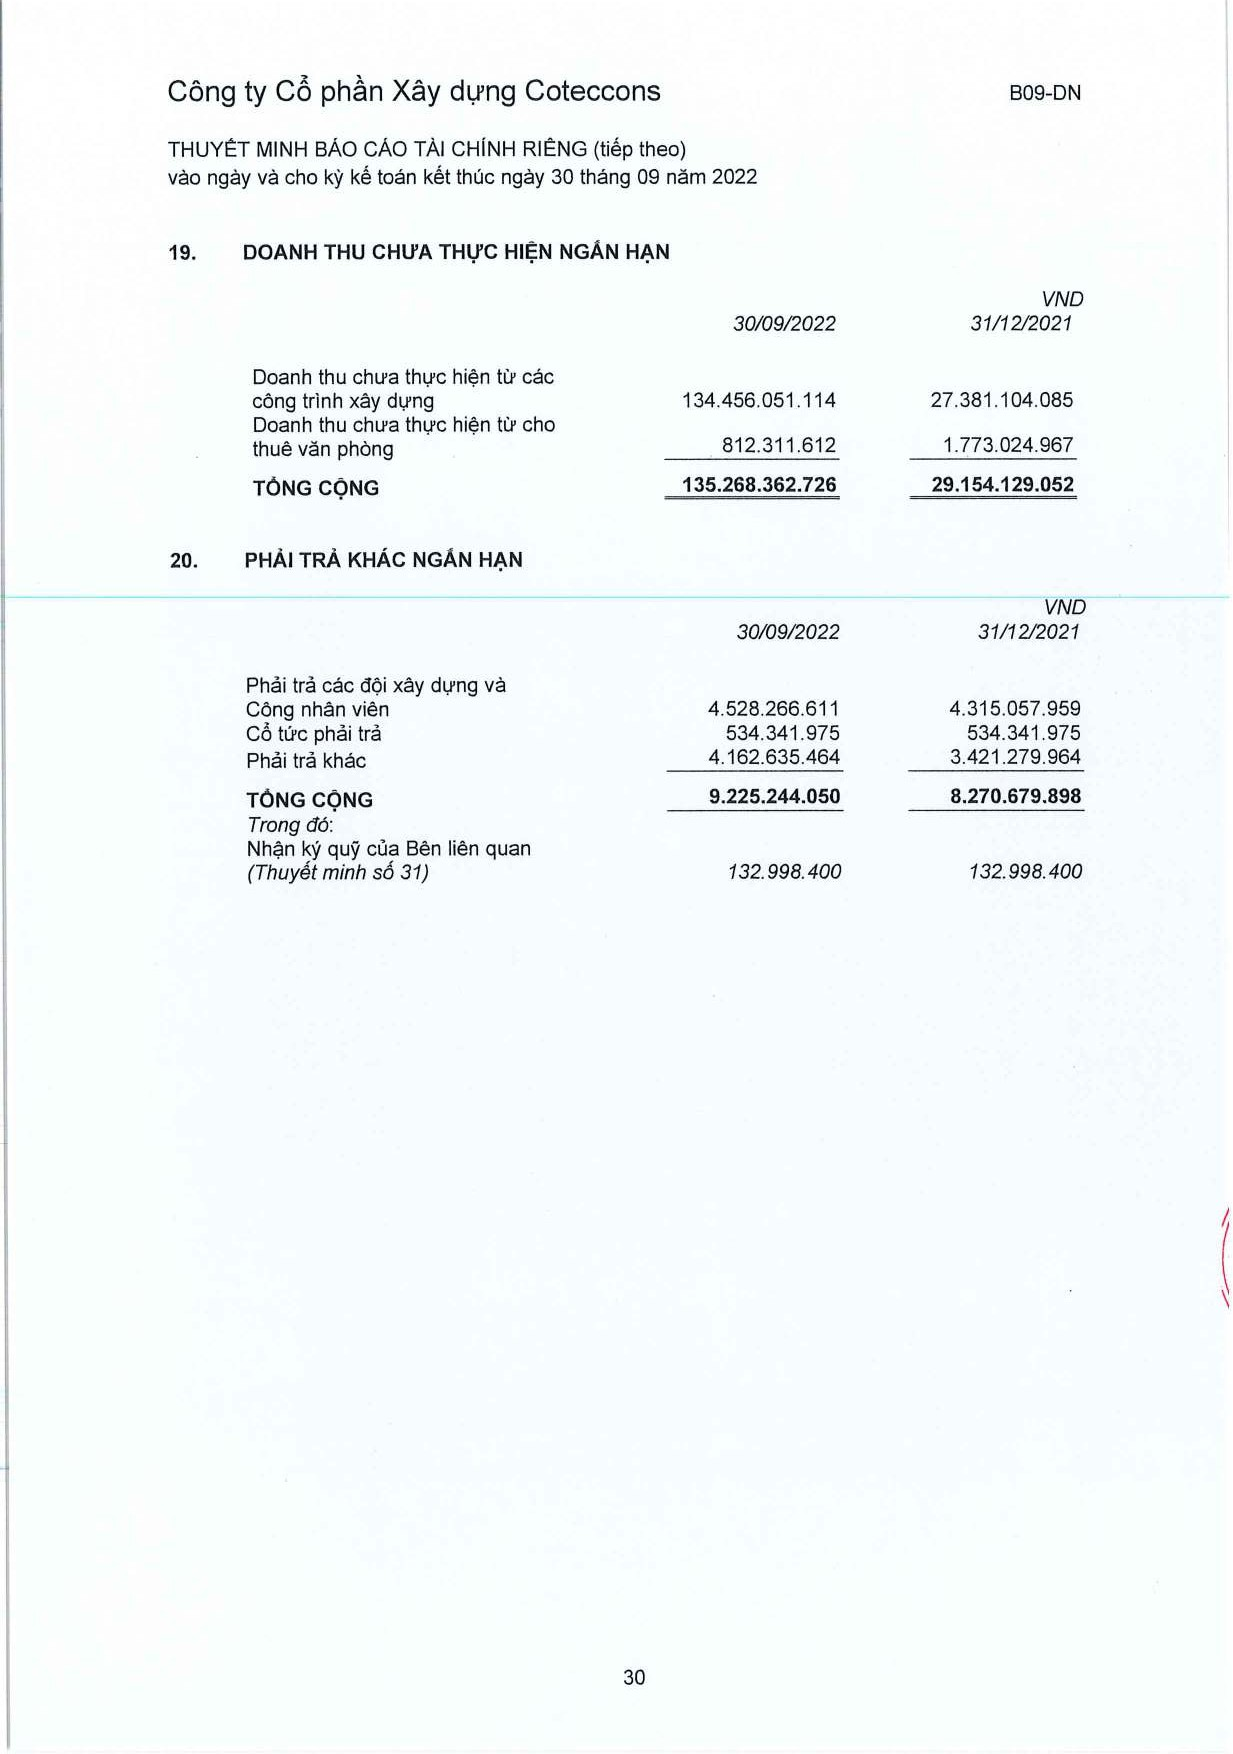 Công ty Cổ phần Xây dựng Coteccons B09-DN
THUYẾT MINH BÁO CÁO TÀI CHÍNH RIÊNG (tiếp theo)
vào ngày và cho kỳ kế toán kết thúc ngày 30 tháng 09 năm 2022
19. DOANH THU CHƯA THỰC HIỆN NGẮN HẠN
VND
30/09/2022 31/12/2021
Doanh thu chưa thực hiện từ các
công trình xây dựng 134.456.051.114 27.381.104.085
Doanh thu chưa thực hiện từ cho
thuê văn phòng 812.311.612 1.773.024.967
TỔNG CỘNG 135.268.362.726 29.154.129.052
20. PHẢI TRẢ KHÁC NGẮN HẠN
VND
30/09/2022 31/12/2021
Phải trả các đội xây dựng và
Công nhân viên 4.528.266.611 4.315.057.959
Cổ tức phải trả 534.341.975 534.341.975
Phải trả khác 4.162.635.464 3.421.279.964
TỔNG CỘNG 9.225.244.050 8.270.679.898
Trong đó:
Nhận ký quỹ của Bên liên quan
(Thuyết minh số 31) 132.998.400 132.998.400
30